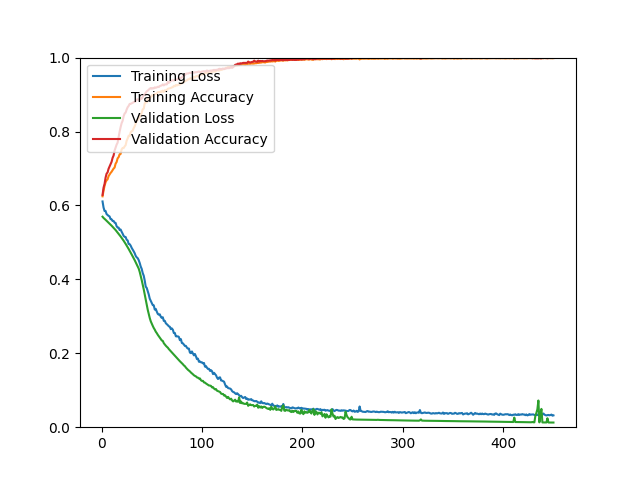 1.0
0.8
0.6
0.4
0.2
0.0
Training Loss
Training Accuracy
Validation Loss
Validation Accuracy
0 100 200 300 400